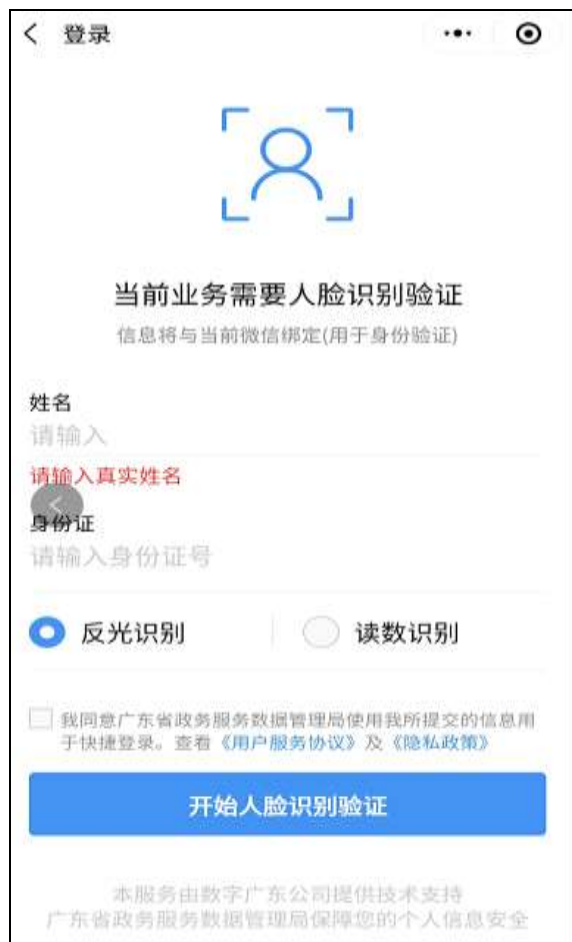 登录
当前业务需要人脸识别验证
信息将与当前微信绑定(用于身份验证)
姓名
请输入
请输入真实姓名
身份证
请输入身份证号
反光识别
读数识别
我同意广东省政务服务数据管理局使用我所提交的信息用
于快捷登录。查看《用户服务协议》及《隐私政策》
开始人脸识别验证
本服务由数字广东公司提供技术支持
广东省政务服务数据管理局保障您的个人信息安全